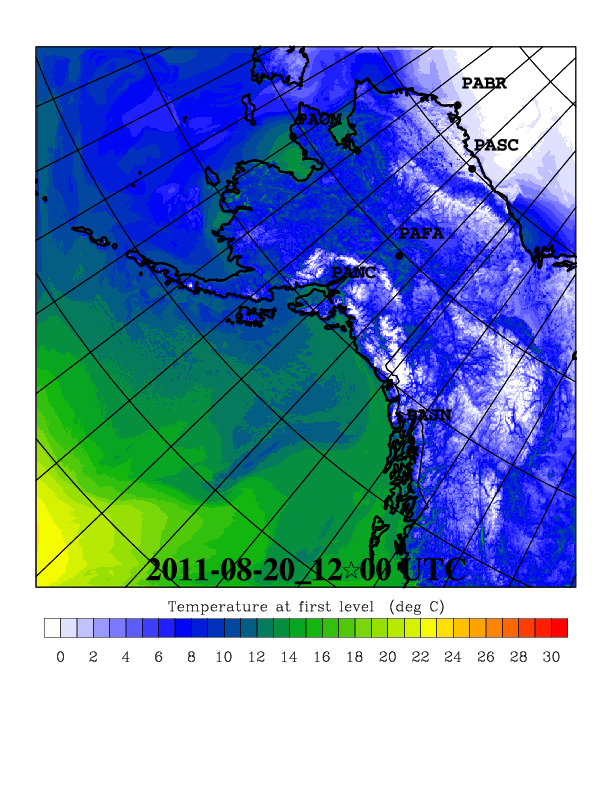 PABR
PAOM
PASC
PAFA
PANC
PAJN
2011-08-20_12☆00 UTC
Temperature at first level (deg C)
0 2 4 6 8 10 12 14 16 18 20 22 24 26 28 30